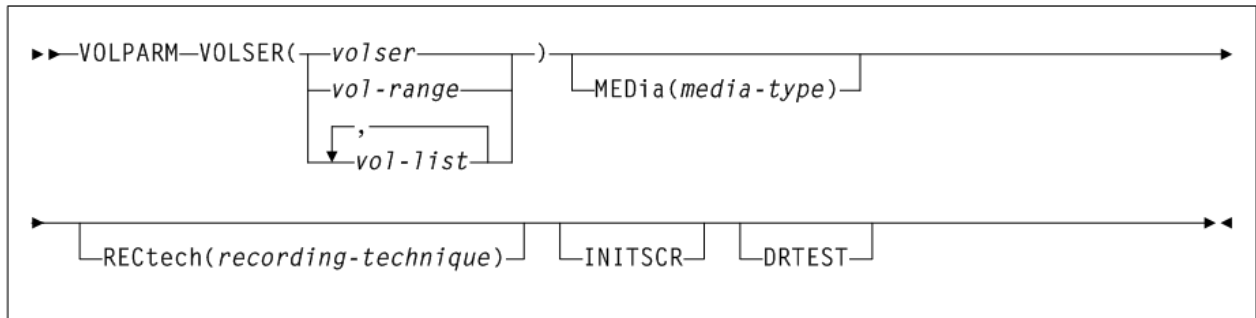 VOLPARM VOLSER( volser ) MEDia(media-type)
vol-range
,
vol-list
RECtech(recording-technique) INITSCR DRTEST